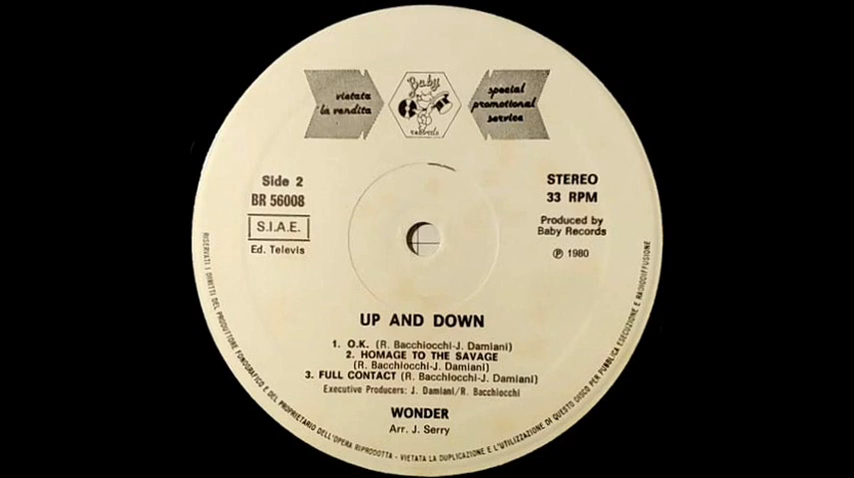 vietata
la vendita
Baby
records
special
promotional
service
Side 2
BR 56008
S.I.A.E.
Ed. Televis
STEREO
33 RPM
Produced by
Baby Records
Ⓟ 1980
UP AND DOWN
1. O.K. (R. Bacchiocchi-J. Damiani)
2. HOMAGE TO THE SAVAGE
(R. Bacchiocchi-J. Damiani)
3. FULL CONTACT (R. Bacchiocchi-J. Damiani)
Executive Producers: J. Damiani/R. Bacchiocchi
WONDER
Arr. J. Serry
RISERVATI I DIRITTI DEL PRODUTTORE FONOGRAFICO E DEL PROPRIETARIO DELL'OPERA RIPRODOTTA - VIETATA LA DUPLICAZIONE E L'UTILIZZAZIONE DI QUESTO DISCO PER PUBBLICA ESECUZIONE E RADIODIFFUSIONE